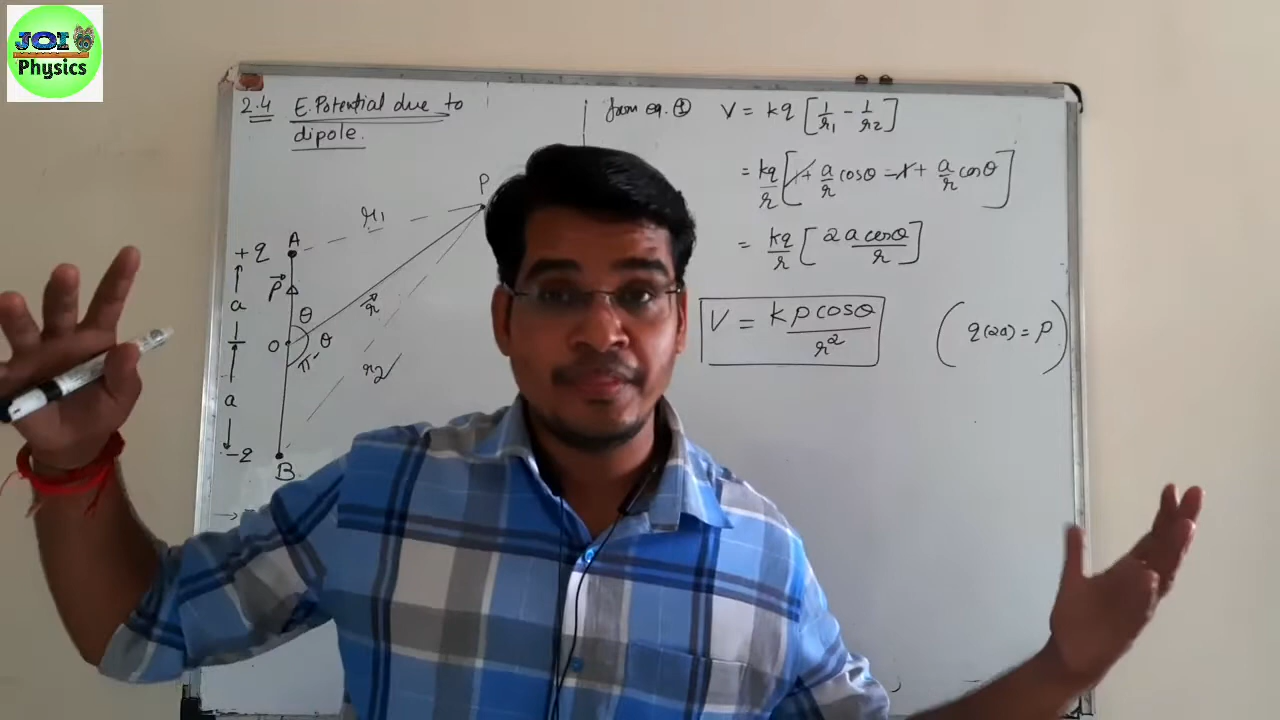 JOI
Physics
2.4 E.Potential due to
dipole.
P
r₁
+q A
p⃗
a
θ
r⃗
O θ
π-
r₂
a
-q
B
from eq. ① V = kq [1/r₁ - 1/r₂]
= kq/r [1 + a/r cosθ - 1 + a/r cosθ]
= kq/r [2a cosθ/r]
V = k p cosθ/r²
(q(2a) = p)